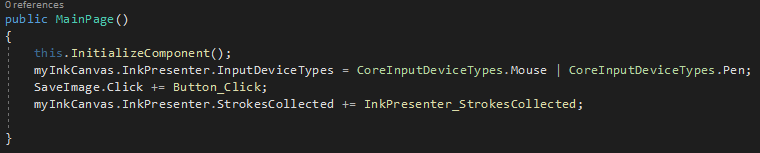 0 references
public MainPage()
{
this.InitializeComponent();
myInkCanvas.InkPresenter.InputDeviceTypes = CoreInputDeviceTypes.Mouse | CoreInputDeviceTypes.Pen;
SaveImage.Click += Button_Click;
myInkCanvas.InkPresenter.StrokesCollected += InkPresenter_StrokesCollected;
}